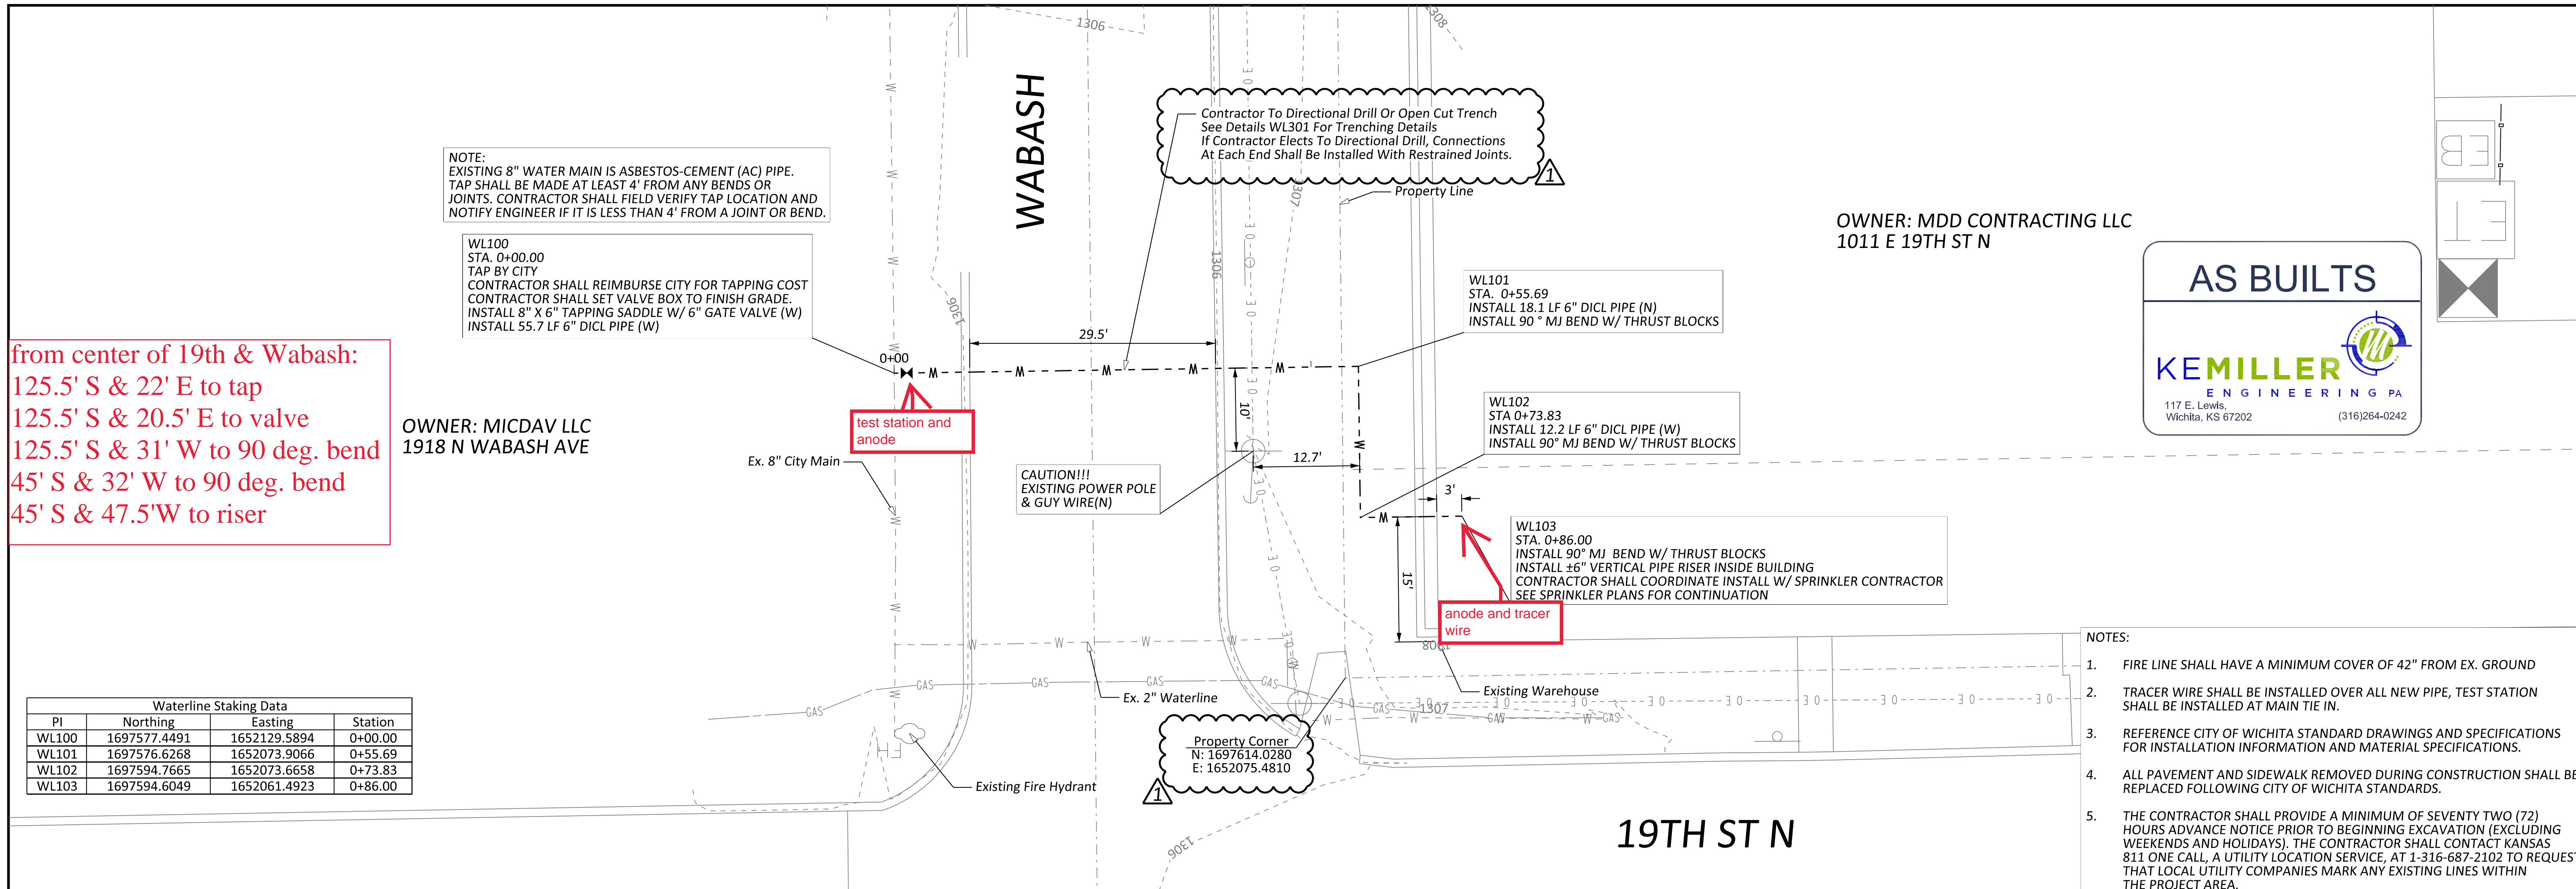 1306
1308
WABASH
Contractor To Directional Drill Or Open Cut Trench
See Details WL301 For Trenching Details
If Contractor Elects To Directional Drill, Connections
At Each End Shall Be Installed With Restrained Joints.
1
Property Line
1307
1306
1306
NOTE:
EXISTING 8" WATER MAIN IS ASBESTOS-CEMENT (AC) PIPE.
TAP SHALL BE MADE AT LEAST 4' FROM ANY BENDS OR
JOINTS. CONTRACTOR SHALL FIELD VERIFY TAP LOCATION AND
NOTIFY ENGINEER IF IT IS LESS THAN 4' FROM A JOINT OR BEND.
WL100
STA. 0+00.00
TAP BY CITY
CONTRACTOR SHALL REIMBURSE CITY FOR TAPPING COST
CONTRACTOR SHALL SET VALVE BOX TO FINISH GRADE.
INSTALL 8" X 6" TAPPING SADDLE W/ 6" GATE VALVE (W)
INSTALL 55.7 LF 6" DICL PIPE (W)
OWNER: MDD CONTRACTING LLC
1011 E 19TH ST N
AS BUILTS
KEMILLER
ENGINEERING PA
117 E. Lewis,
Wichita, KS 67202
(316)264-0242
WL101
STA. 0+55.69
INSTALL 18.1 LF 6" DICL PIPE (N)
INSTALL 90 ° MJ BEND W/ THRUST BLOCKS
from center of 19th & Wabash:
125.5' S & 22' E to tap
125.5' S & 20.5' E to valve
125.5' S & 31' W to 90 deg. bend
45' S & 32' W to 90 deg. bend
45' S & 47.5'W to riser
29.5'
0+00
10'
12.7'
3'
15'
test station and
anode
OWNER: MICDAV LLC
1918 N WABASH AVE
Ex. 8" City Main
CAUTION!!!
EXISTING POWER POLE
& GUY WIRE(N)
WL102
STA 0+73.83
INSTALL 12.2 LF 6" DICL PIPE (W)
INSTALL 90° MJ BEND W/ THRUST BLOCKS
WL103
STA. 0+86.00
INSTALL 90° MJ BEND W/ THRUST BLOCKS
INSTALL ±6" VERTICAL PIPE RISER INSIDE BUILDING
CONTRACTOR SHALL COORDINATE INSTALL W/ SPRINKLER CONTRACTOR
SEE SPRINKLER PLANS FOR CONTINUATION
anode and tracer
wire
1308
Existing Warehouse
1307
Ex. 2" Waterline
GAS GAS GAS GAS GAS GAS GAS GAS
Property Corner
N: 1697614.0280
E: 1652075.4810
1
Existing Fire Hydrant
1306
19TH ST N
Waterline Staking Data
PI Northing Easting Station
WL100 1697577.4491 1652129.5894 0+00.00
WL101 1697576.6268 1652073.9066 0+55.69
WL102 1697594.7665 1652073.6658 0+73.83
WL103 1697594.6049 1652061.4923 0+86.00
NOTES:
1. FIRE LINE SHALL HAVE A MINIMUM COVER OF 42" FROM EX. GROUND
2. TRACER WIRE SHALL BE INSTALLED OVER ALL NEW PIPE, TEST STATION
SHALL BE INSTALLED AT MAIN TIE IN.
3. REFERENCE CITY OF WICHITA STANDARD DRAWINGS AND SPECIFICATIONS
FOR INSTALLATION INFORMATION AND MATERIAL SPECIFICATIONS.
4. ALL PAVEMENT AND SIDEWALK REMOVED DURING CONSTRUCTION SHALL BE
REPLACED FOLLOWING CITY OF WICHITA STANDARDS.
5. THE CONTRACTOR SHALL PROVIDE A MINIMUM OF SEVENTY TWO (72)
HOURS ADVANCE NOTICE PRIOR TO BEGINNING EXCAVATION (EXCLUDING
WEEKENDS AND HOLIDAYS). THE CONTRACTOR SHALL CONTACT KANSAS
811 ONE CALL, A UTILITY LOCATION SERVICE, AT 1-316-687-2102 TO REQUEST
THAT LOCAL UTILITY COMPANIES MARK ANY EXISTING LINES WITHIN
THE PROJECT AREA.